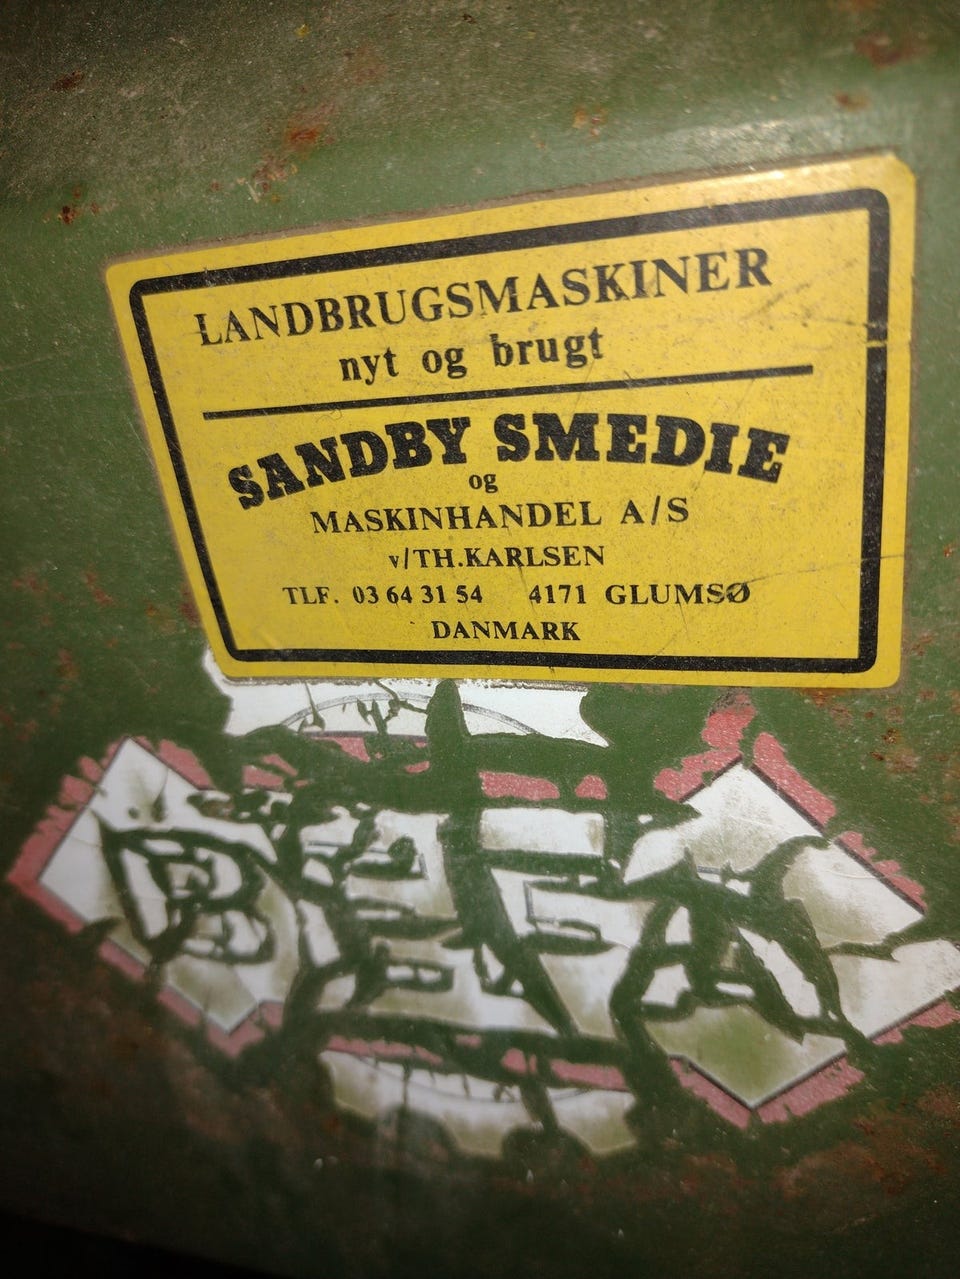 LANDBRUGSMASKINER
nyt og brugt
SANDBY SMEDIE
og
MASKINHANDEL A/S
v/TH.KARLSEN
TLF. 03 64 31 54 4171 GLUMSØ
DANMARK